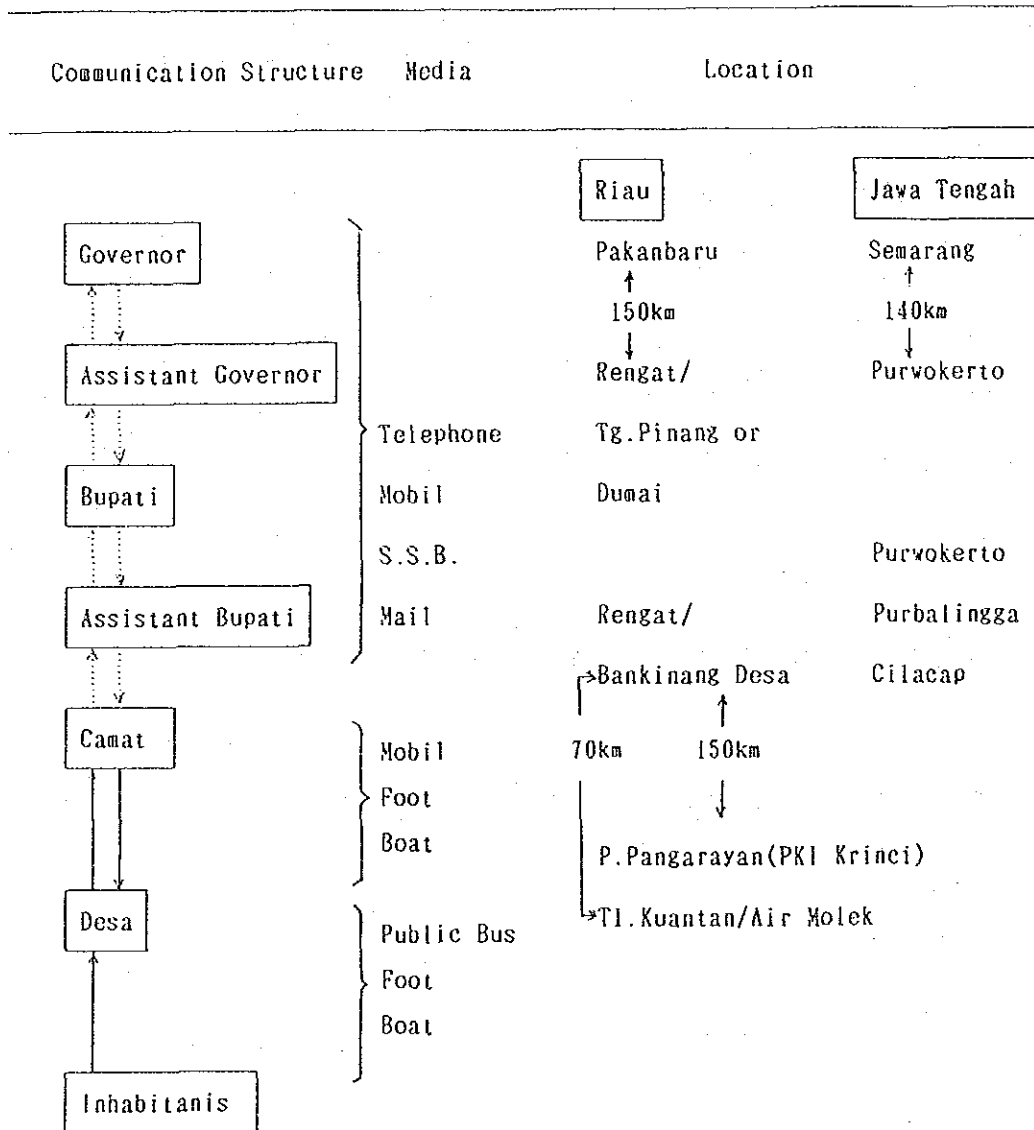 Communication Structure Media Location
Riau Jawa Tengah
Governor Pakanbaru Semarang
150km 140km
Assistant Governor Rengat/ Purwokerto
Telephone Tg.Pinang or
Bupati Mobil Dumai
S.S.B. Purwokerto
Assistant Bupati Mail Rengat/ Purbalingga
Bankinang Desa Cilacap
Camat Mobil 70km 150km
Foot
Boat P.Pangarayan(PKI Krinci)
Desa Public Bus Tl.Kuantan/Air Molek
Foot
Boat
Inhabitanis